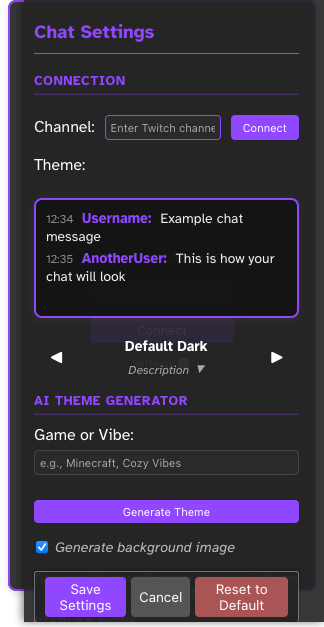 Chat Settings
CONNECTION
Channel: Enter Twitch channe Connect
Theme:
12:34 Username: Example chat
message
12:35 AnotherUser: This is how your
chat will look
Connect
Default Dark
Description ▼
AI THEME GENERATOR
Game or Vibe:
e.g., Minecraft, Cozy Vibes
Generate Theme
Generate background image
Save
Settings
Cancel
Reset to
Default